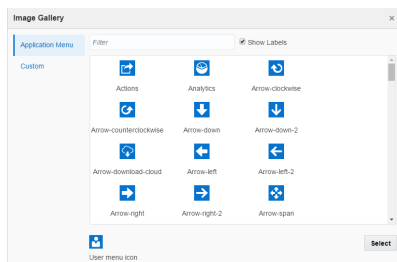 Image Gallery ×
Application Menu
Custom
Filter
Show Labels
Actions Analytics Arrow-clockwise
Arrow-counterclockwise Arrow-down Arrow-down-2
Arrow-download-cloud Arrow-left Arrow-left-2
Arrow-right Arrow-right-2 Arrow-span
User menu icon
Select